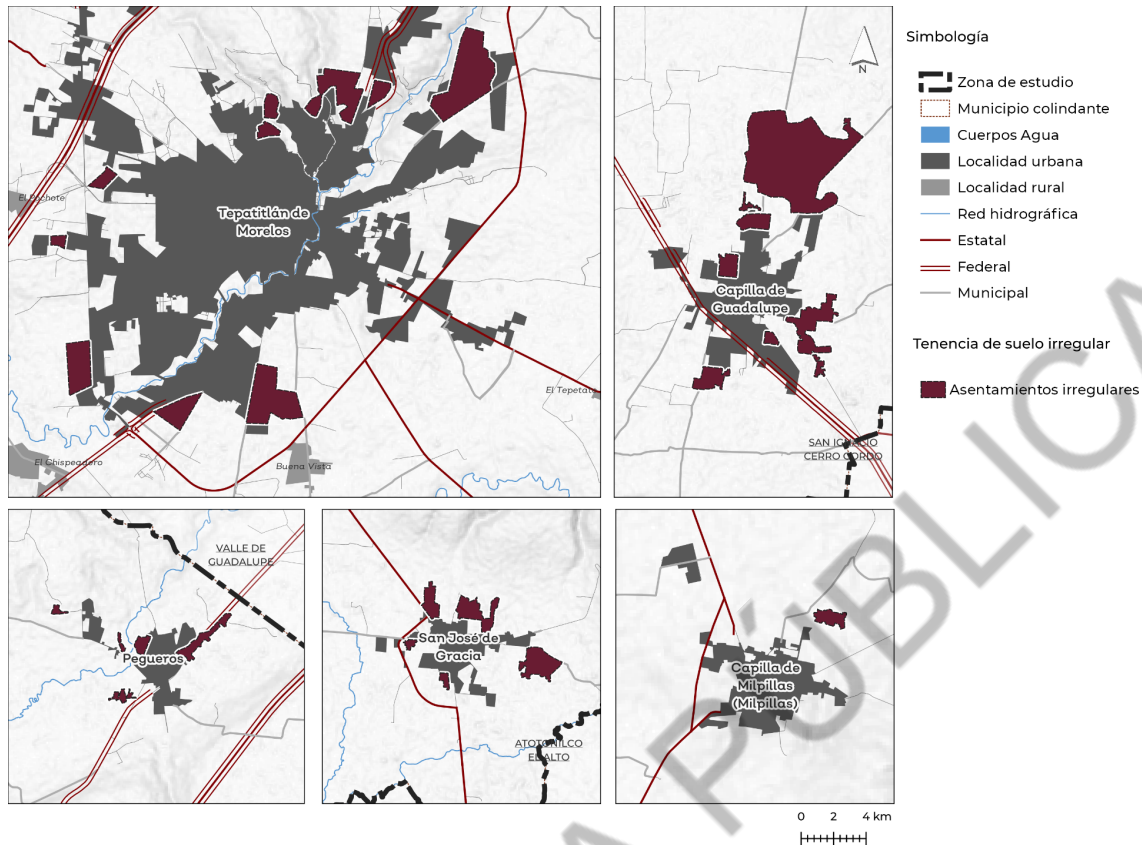 Tepatitlán de
Morelos
El Pochote
El Tepetate
El Chispeadero
Buena Vista
N
Capilla de
Guadalupe
SAN IGNACIO
CERRO GORDO
Simbología
Zona de estudio
Municipio colindante
Cuerpos Agua
Localidad urbana
Localidad rural
Red hidrográfica
Estatal
Federal
Municipal
Tenencia de suelo irregular
Asentamientos irregulares
VALLE DE
GUADALUPE
Pegueros
San José de
Gracia
ATOTONILCO
EL ALTO
Capilla de
Milpillas
(Milpillas)
0 2 4 km
PÚBLICA